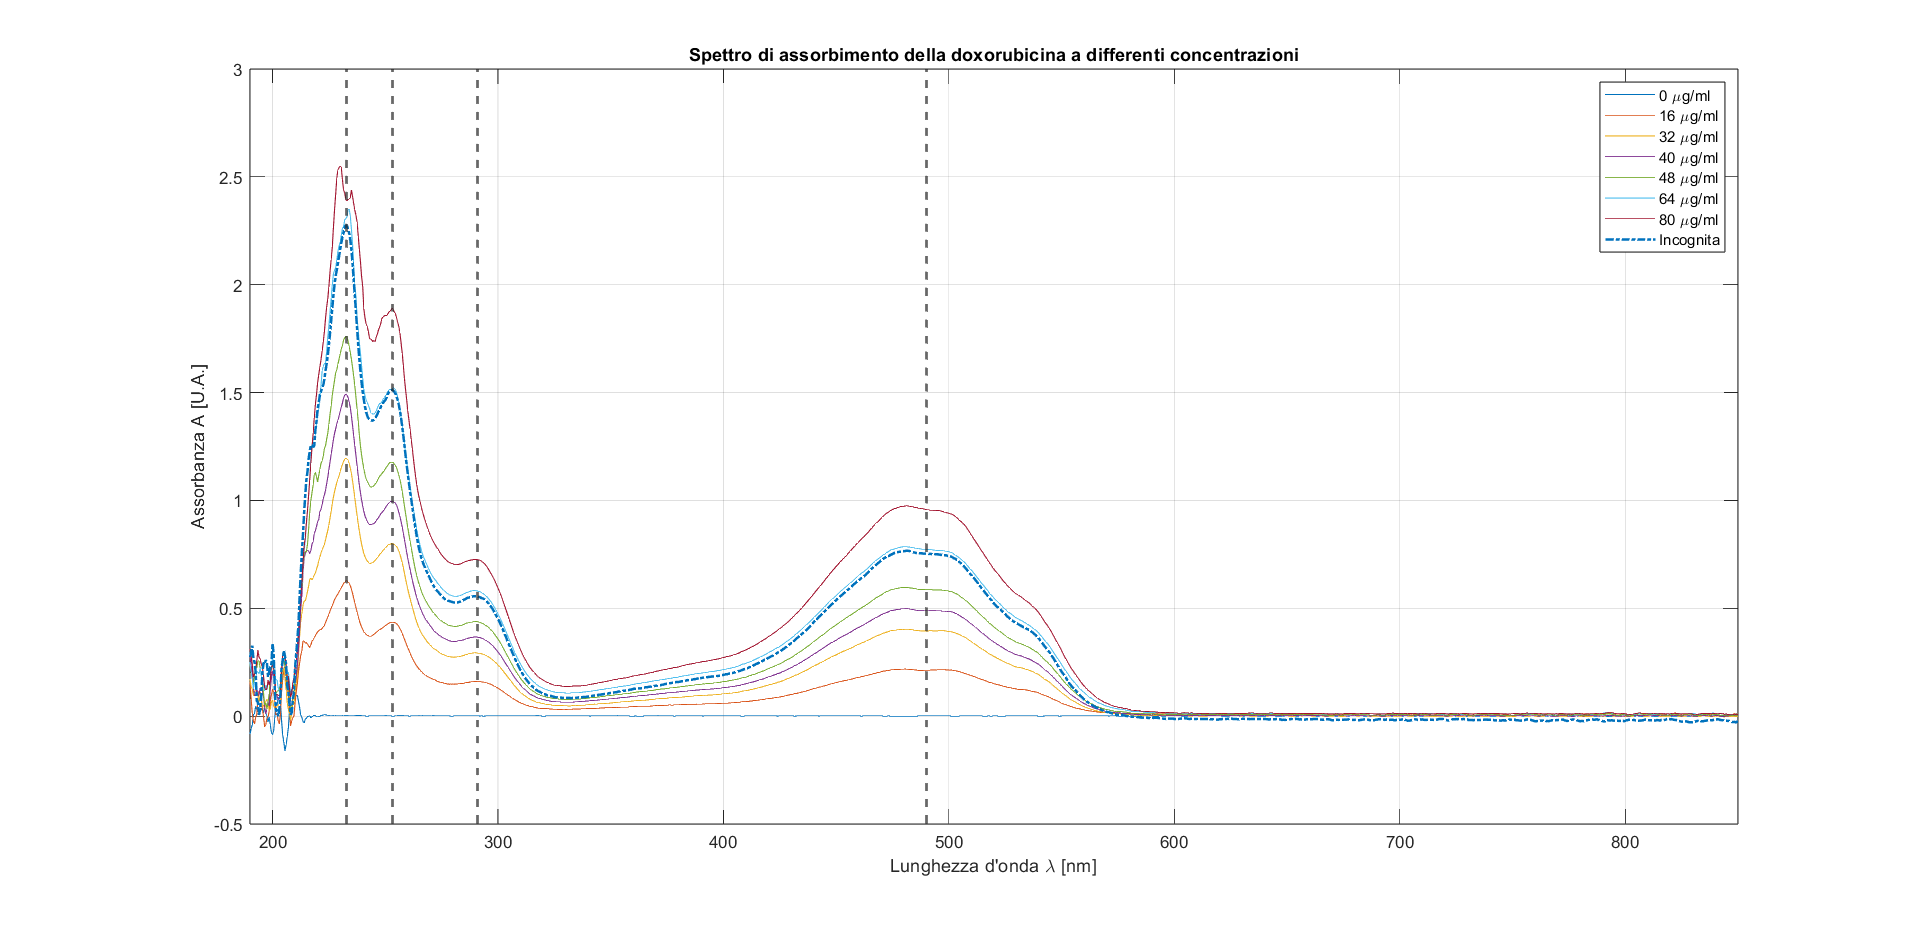 Spettro di assorbimento della doxorubicina a differenti concentrazioni
3
2.5
2
1.5
1
0.5
0
-0.5
Assorbanza A [U.A.]
200
300
400
500
600
700
800
Lunghezza d'onda λ [nm]
0 μg/ml
16 μg/ml
32 μg/ml
40 μg/ml
48 μg/ml
64 μg/ml
80 μg/ml
Incognita